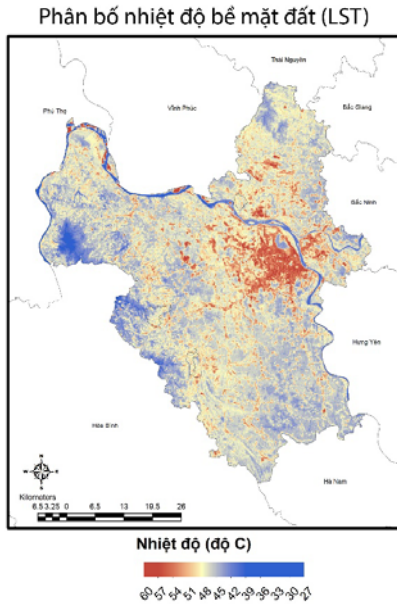 Phân bố nhiệt độ bề mặt đất (LST)
Thái Nguyên
Phú Thọ
Vĩnh Phúc
Bắc Giang
Bắc Ninh
Hưng Yên
Hòa Bình
Hà Nam
N
W E
S
Kilometers
6.5 3.25 0 6.5 13 19.5 26
Nhiệt độ (độ C)
60 57 54 51 48 45 42 39 36 33 30 27